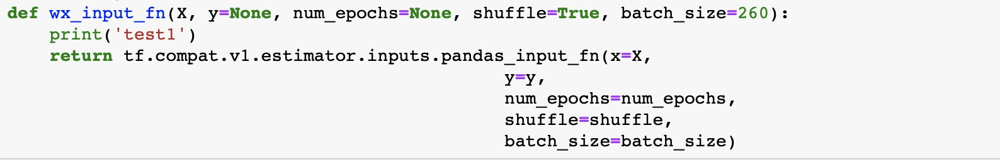 def wx_input_fn(X, y=None, num_epochs=None, shuffle=True, batch_size=260):
    print('test1')
    return tf.compat.v1.estimator.inputs.pandas_input_fn(x=X,
                                               y=y,
                                               num_epochs=num_epochs,
                                               shuffle=shuffle,
                                               batch_size=batch_size)